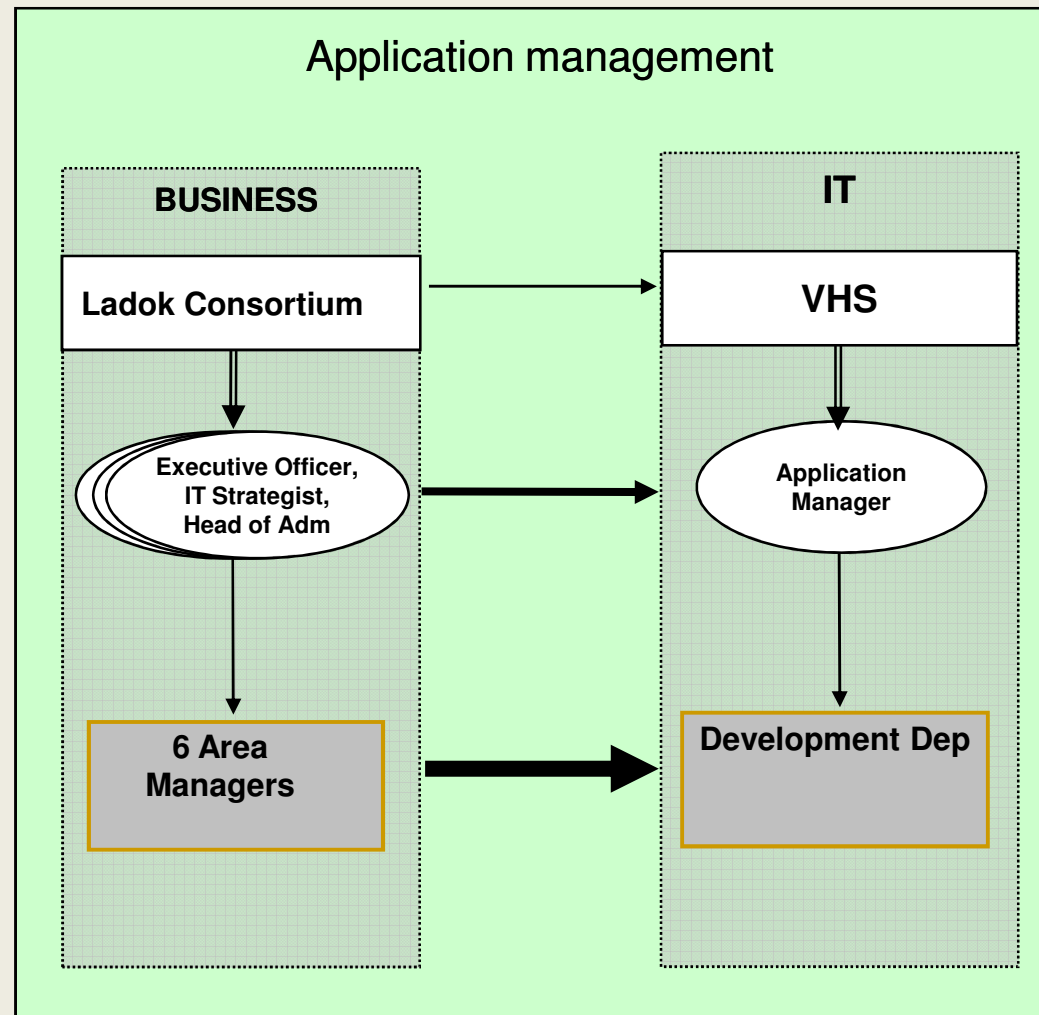 Application management
BUSINESS
Ladok Consortium
Executive Officer,
IT Strategist,
Head of Adm
6 Area
Managers
IT
VHS
Application
Manager
Development Dep